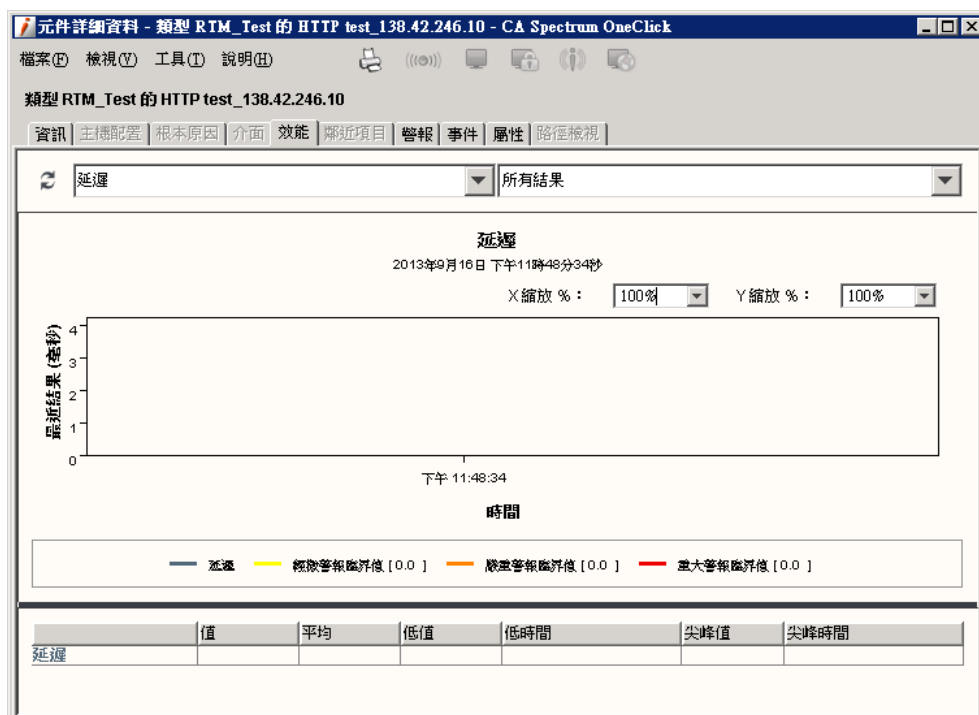 元件詳細資料 - 類型 RTM_Test 的 HTTP test_138.42.246.10 - CA Spectrum OneClick
檔案(F) 檢視(V) 工具(T) 說明(H)
類型 RTM_Test 的 HTTP test_138.42.246.10
資訊 主機配置 根本原因 介面 效能 鄰近項目 警報 事件 屬性 路徑檢視
延遲 所有結果
延遲
2013年9月16日 下午11時48分34秒
X 縮放 % : 100% Y 縮放 % : 100%
最近結果 (毫秒)
4
3
2
1
0
下午 11:48:34
時間
延遲 輕微警報臨界值 [0.0 ] 嚴重警報臨界值 [0.0 ] 重大警報臨界值 [0.0 ]
值 平均 低值 低時間 尖峰值 尖峰時間
延遲